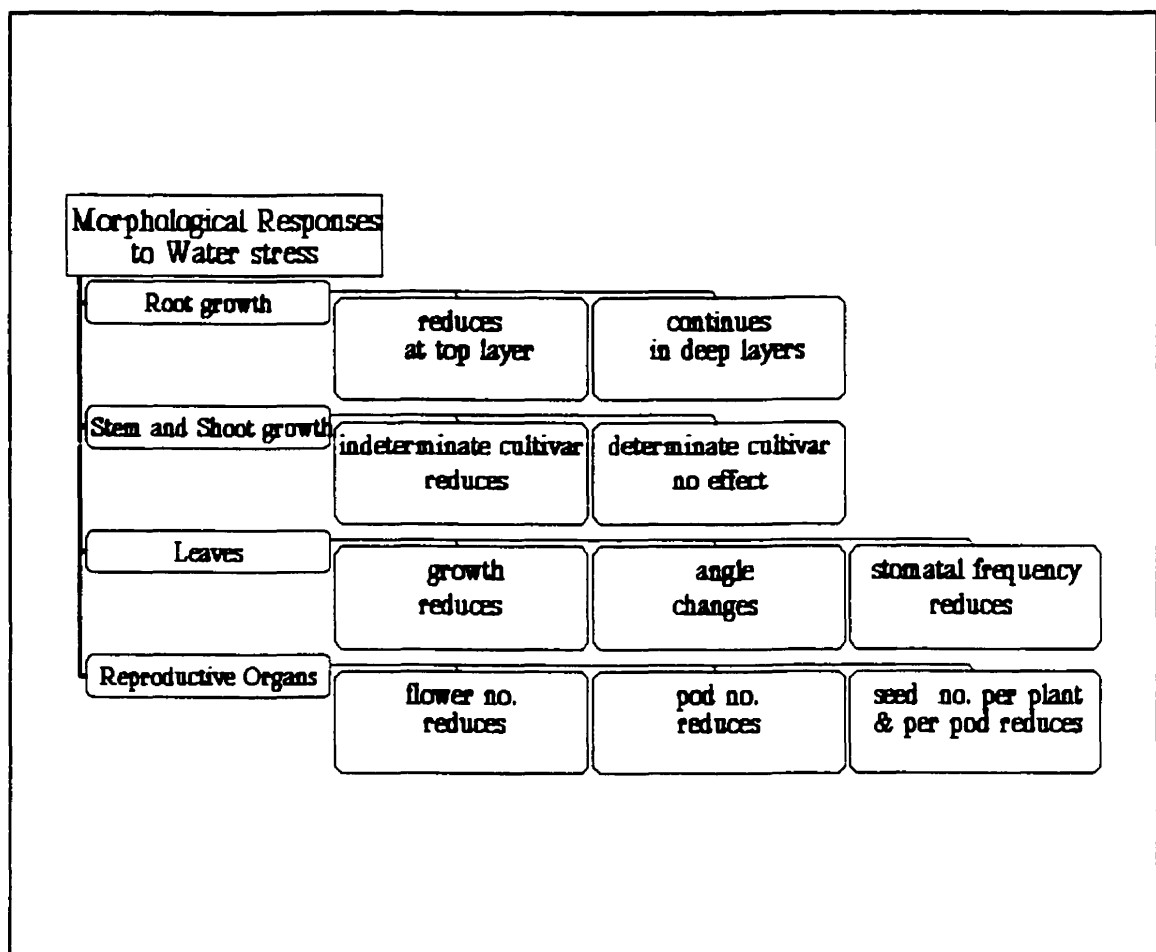 Morphological Responses
to Water stress
Root growth
reduces
at top layer
continues
in deep layers
Stem and Shoot growth
indeterminate cultivar
reduces
determinate cultivar
no effect
Leaves
growth
reduces
angle
changes
stomatal frequency
reduces
Reproductive Organs
flower no.
reduces
pod no.
reduces
seed no. per plant
& per pod reduces